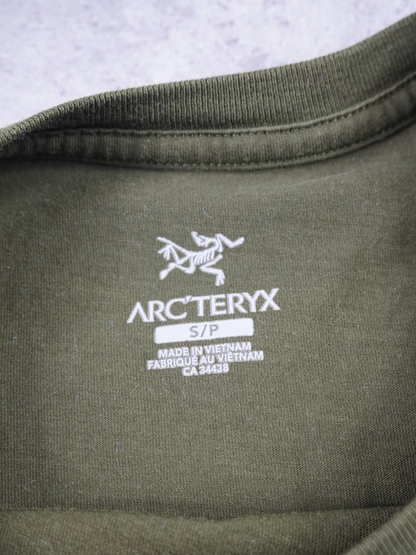 ARC'TERYX
S/P
MADE IN VIETNAM
FABRIQUÉ AU VIÊTNAM
CA 34438